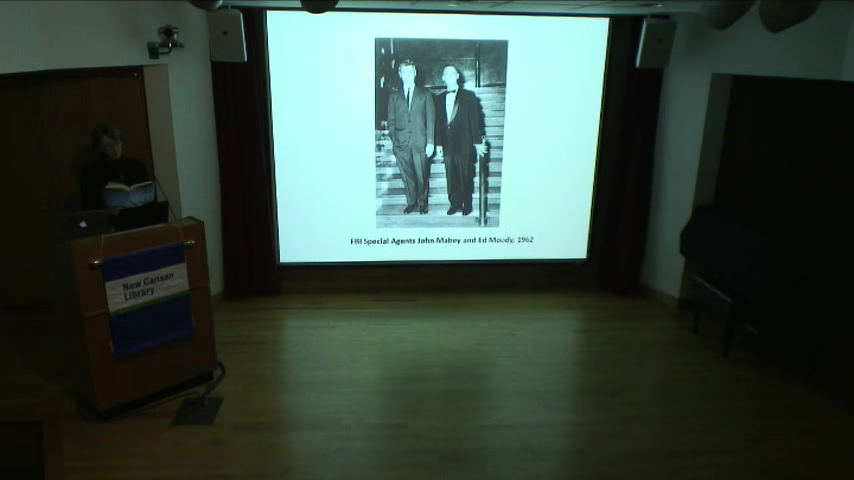 FBI Special Agents John Mabey and Ed Moody, 1962
New Canaan
Library